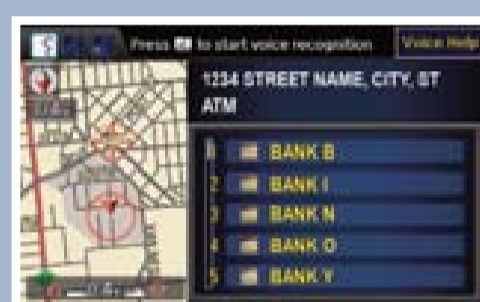 Press to start voice recognition
Voice Help
1234 STREET NAME, CITY, ST
ATM
1 BANK B
2 BANK I
3 BANK N
4 BANK O
5 BANK Y